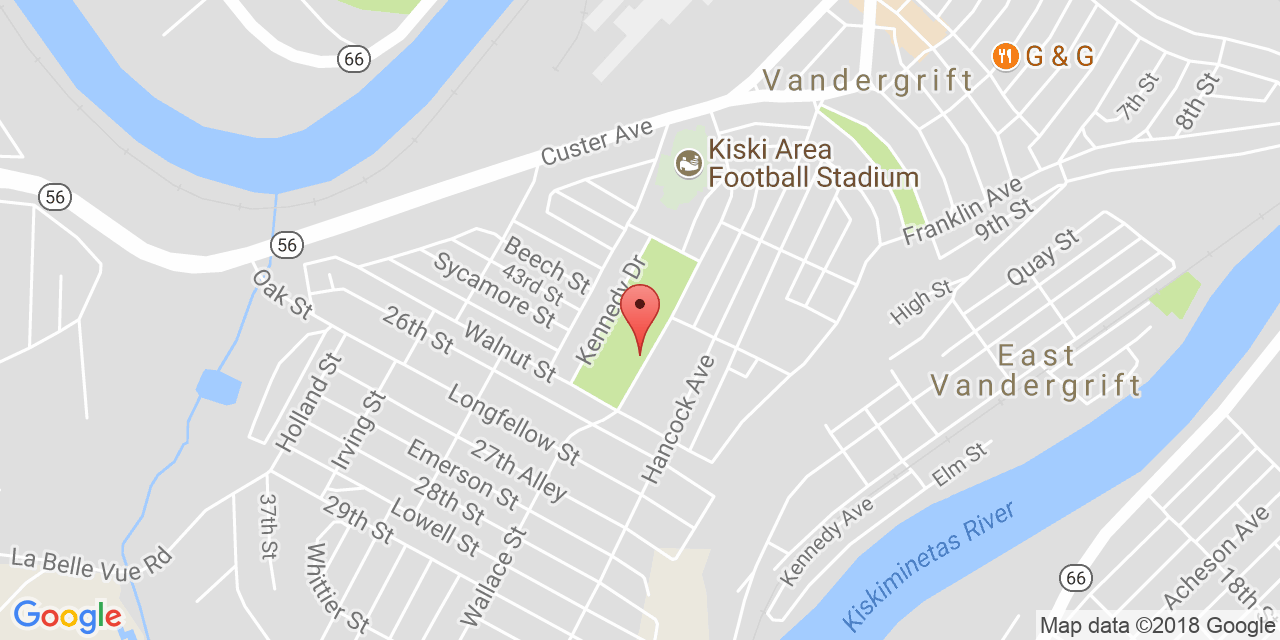 66
G & G
Vandergrift
7th St
8th St
Custer Ave
Kiski Area
Football Stadium
56
Franklin Ave
9th St
56
Beech St
43rd St
Sycamore St
Kennedy Dr
Quay St
Oak St
High St
26th St
Walnut St
East
Vandergrift
Holland St
Irving St
Longfellow St
Hancock Ave
27th Alley
Emerson St
28th St
Lowell St
29th St
Elm St
37th St
Wallace St
Whittier St
La Belle Vue Rd
Kennedy Ave
Kiskiminetas River
66
Acheson Ave
Google
Map data ©2018 Google